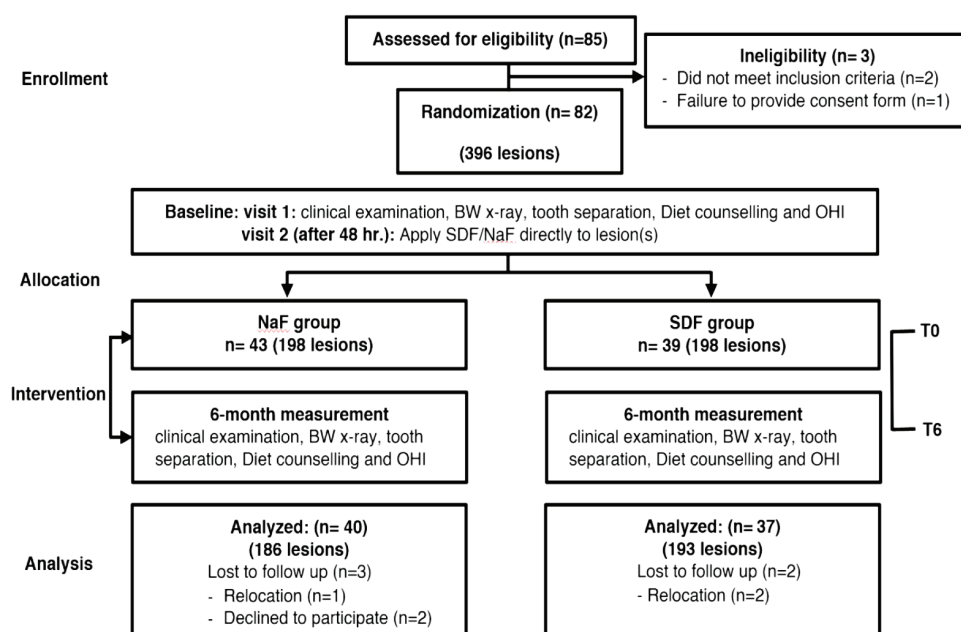 Assessed for eligibility (n=85)
Enrollment
Ineligibility (n= 3)
- Did not meet inclusion criteria (n=2)
- Failure to provide consent form (n=1)
Randomization (n= 82)
(396 lesions)
Baseline: visit 1: clinical examination, BW x-ray, tooth separation, Diet counselling and OHI
visit 2 (after 48 hr.): Apply SDF/NaF directly to lesion(s)
Allocation
NaF group
n= 43 (198 lesions)
SDF group
n= 39 (198 lesions)
T0
Intervention
6-month measurement
clinical examination, BW x-ray, tooth
separation, Diet counselling and OHI
6-month measurement
clinical examination, BW x-ray, tooth
separation, Diet counselling and OHI
T6
Analysis
Analyzed: (n= 40)
(186 lesions)
Lost to follow up (n=3)
- Relocation (n=1)
- Declined to participate (n=2)
Analyzed: (n= 37)
(193 lesions)
Lost to follow up (n=2)
- Relocation (n=2)